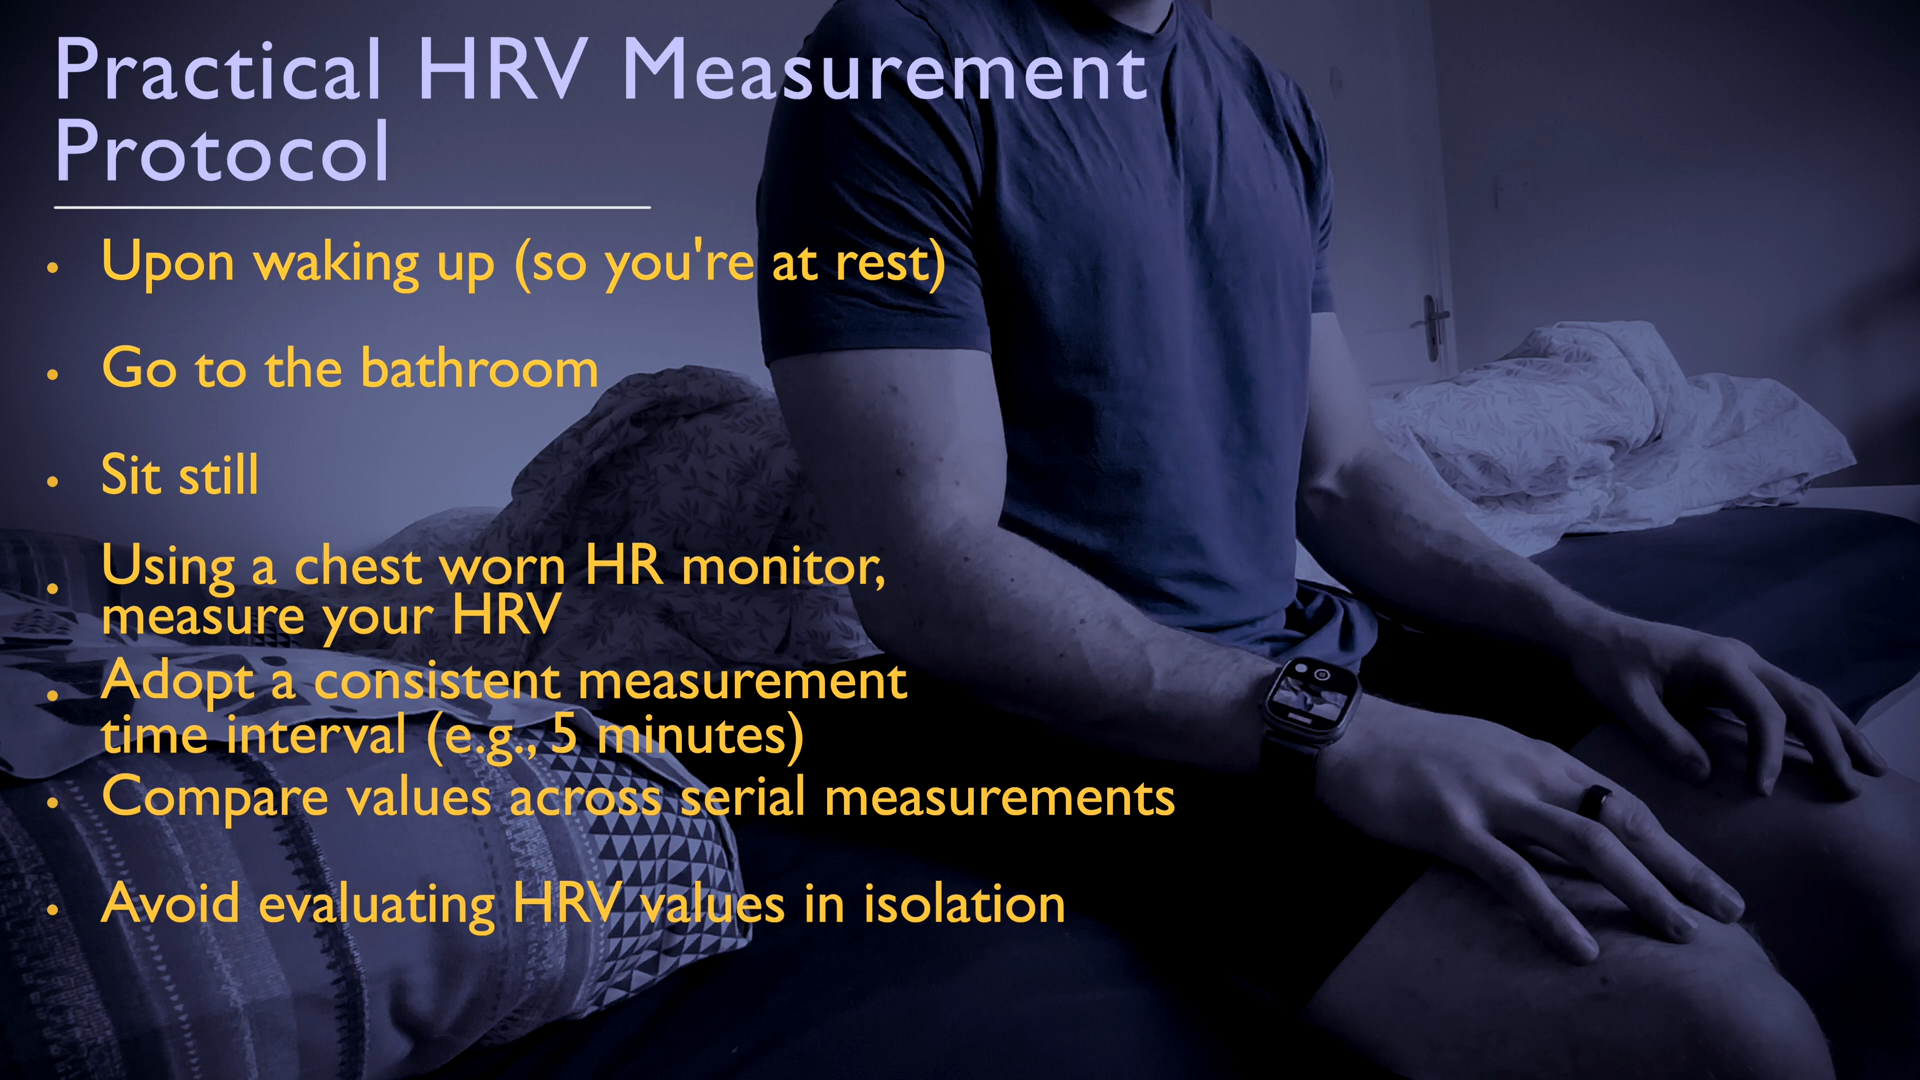 Practical HRV Measurement
Protocol
• Upon waking up (so you're at rest)
• Go to the bathroom
• Sit still
• Using a chest worn HR monitor,
measure your HRV
• Adopt a consistent measurement
time interval (e.g., 5 minutes)
• Compare values across serial measurements
• Avoid evaluating HRV values in isolation